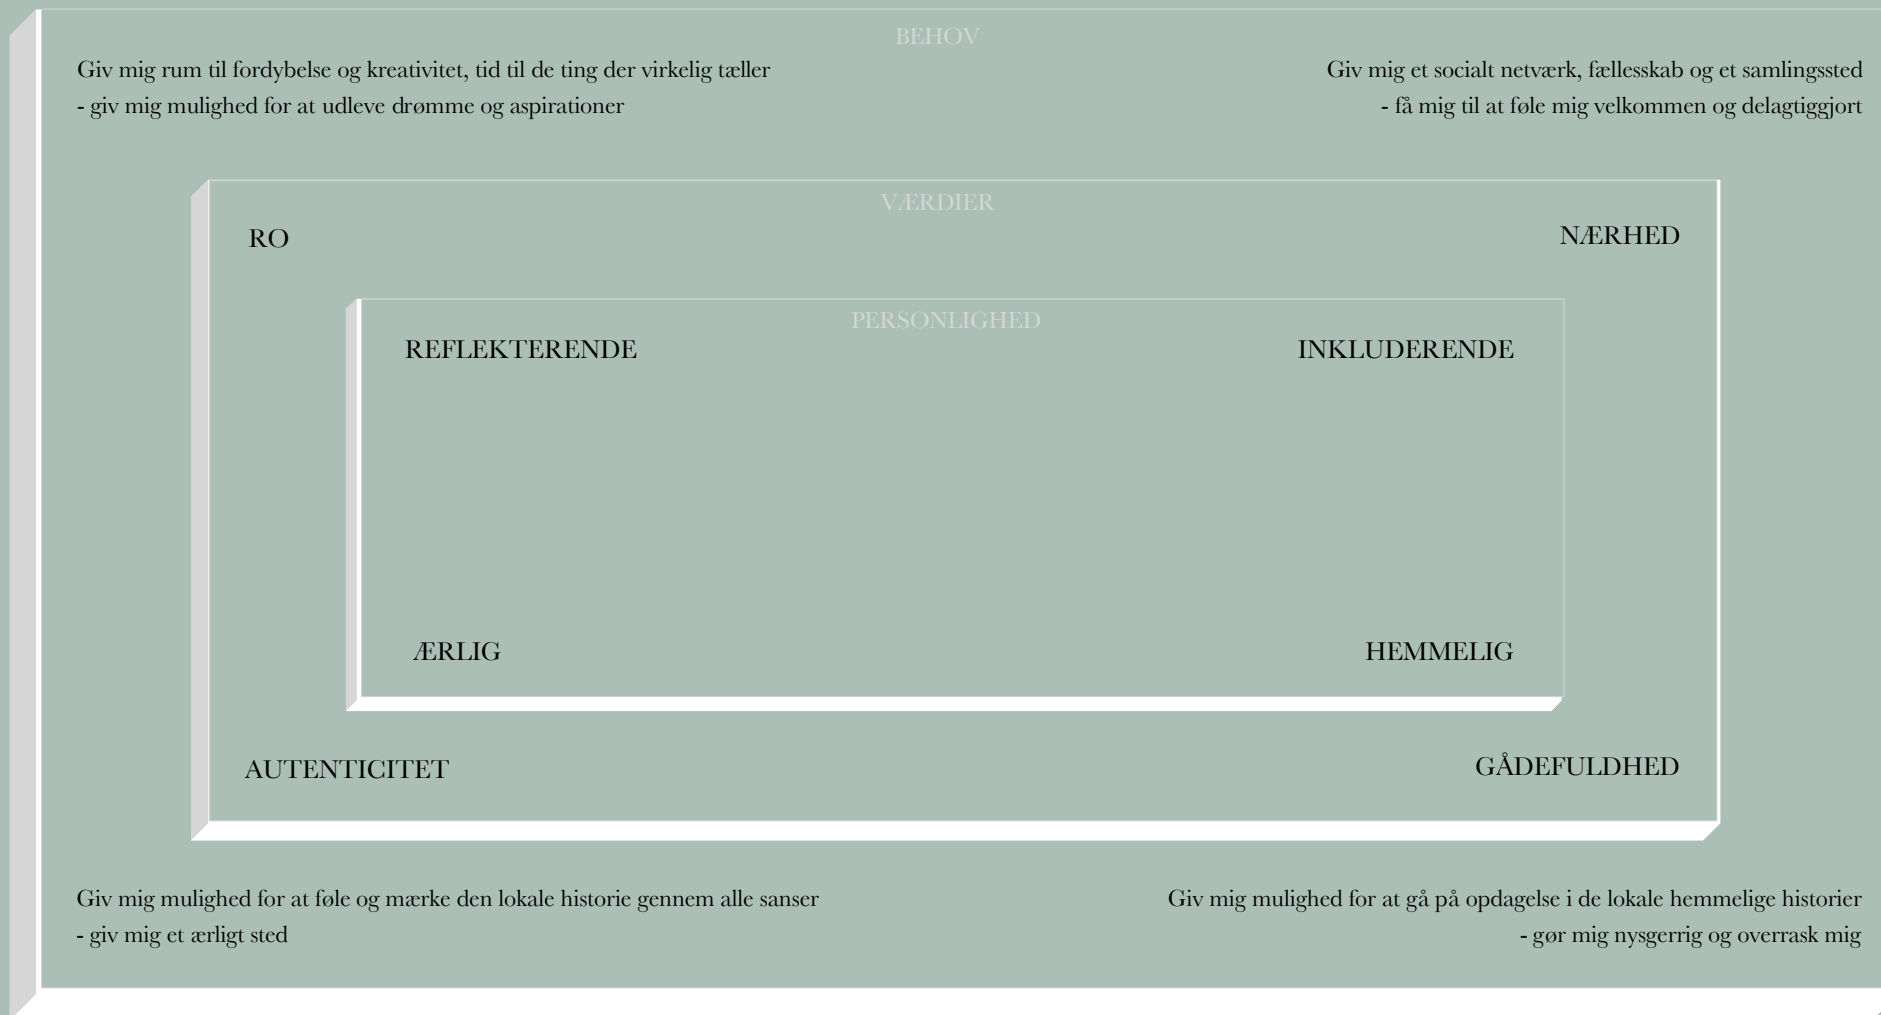 BEHOV
Giv mig rum til fordybelse og kreativitet, tid til de ting der virkelig tæller
- giv mig mulighed for at udleve drømme og aspirationer
Giv mig et socialt netværk, fællesskab og et samlingssted
- få mig til at føle mig velkommen og delagtiggjort
VÆRDIER
RO
NÆRHED
PERSONLIGHED
REFLEKTERENDE
INKLUDERENDE
ÆRLIG
HEMMELIG
AUTENTICITET
GÅDEFULDHED
Giv mig mulighed for at føle og mærke den lokale historie gennem alle sanser
- giv mig et ærligt sted
Giv mig mulighed for at gå på opdagelse i de lokale hemmelige historier
- gør mig nysgerrig og overrask mig